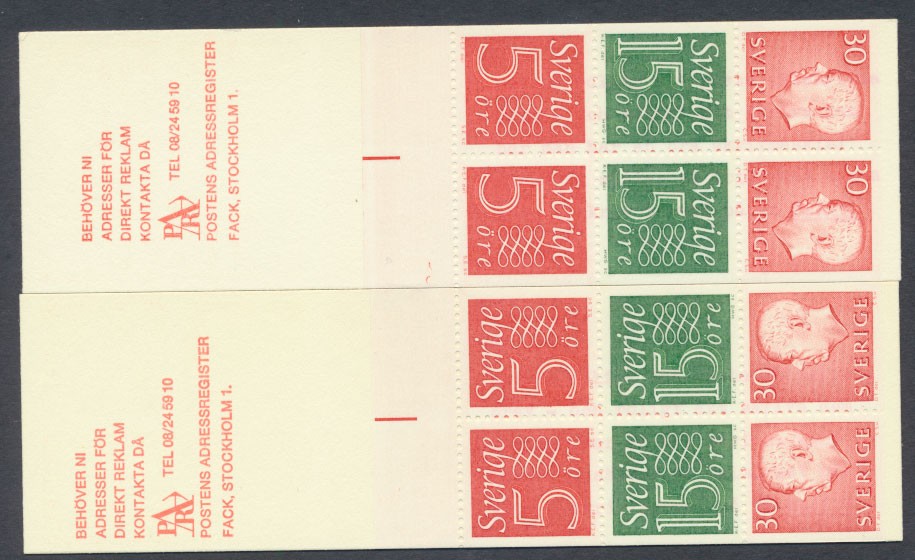 BEHÖVER NI
ADRESSER FÖR
DIREKT REKLAM
KONTAKTA DÅ
PAR TEL 08/24 59 10
POSTENS ADRESSREGISTER
FACK, STOCKHOLM 1.
Sverige
5
öre
Sverige
15
öre
30
SVERIGE
Sverige
5
öre
Sverige
15
öre
30
SVERIGE
BEHÖVER NI
ADRESSER FÖR
DIREKT REKLAM
KONTAKTA DÅ
PAR TEL 08/24 59 10
POSTENS ADRESSREGISTER
FACK, STOCKHOLM 1.
Sverige
5
öre
Sverige
15
öre
30
SVERIGE
Sverige
5
öre
Sverige
15
öre
30
SVERIGE